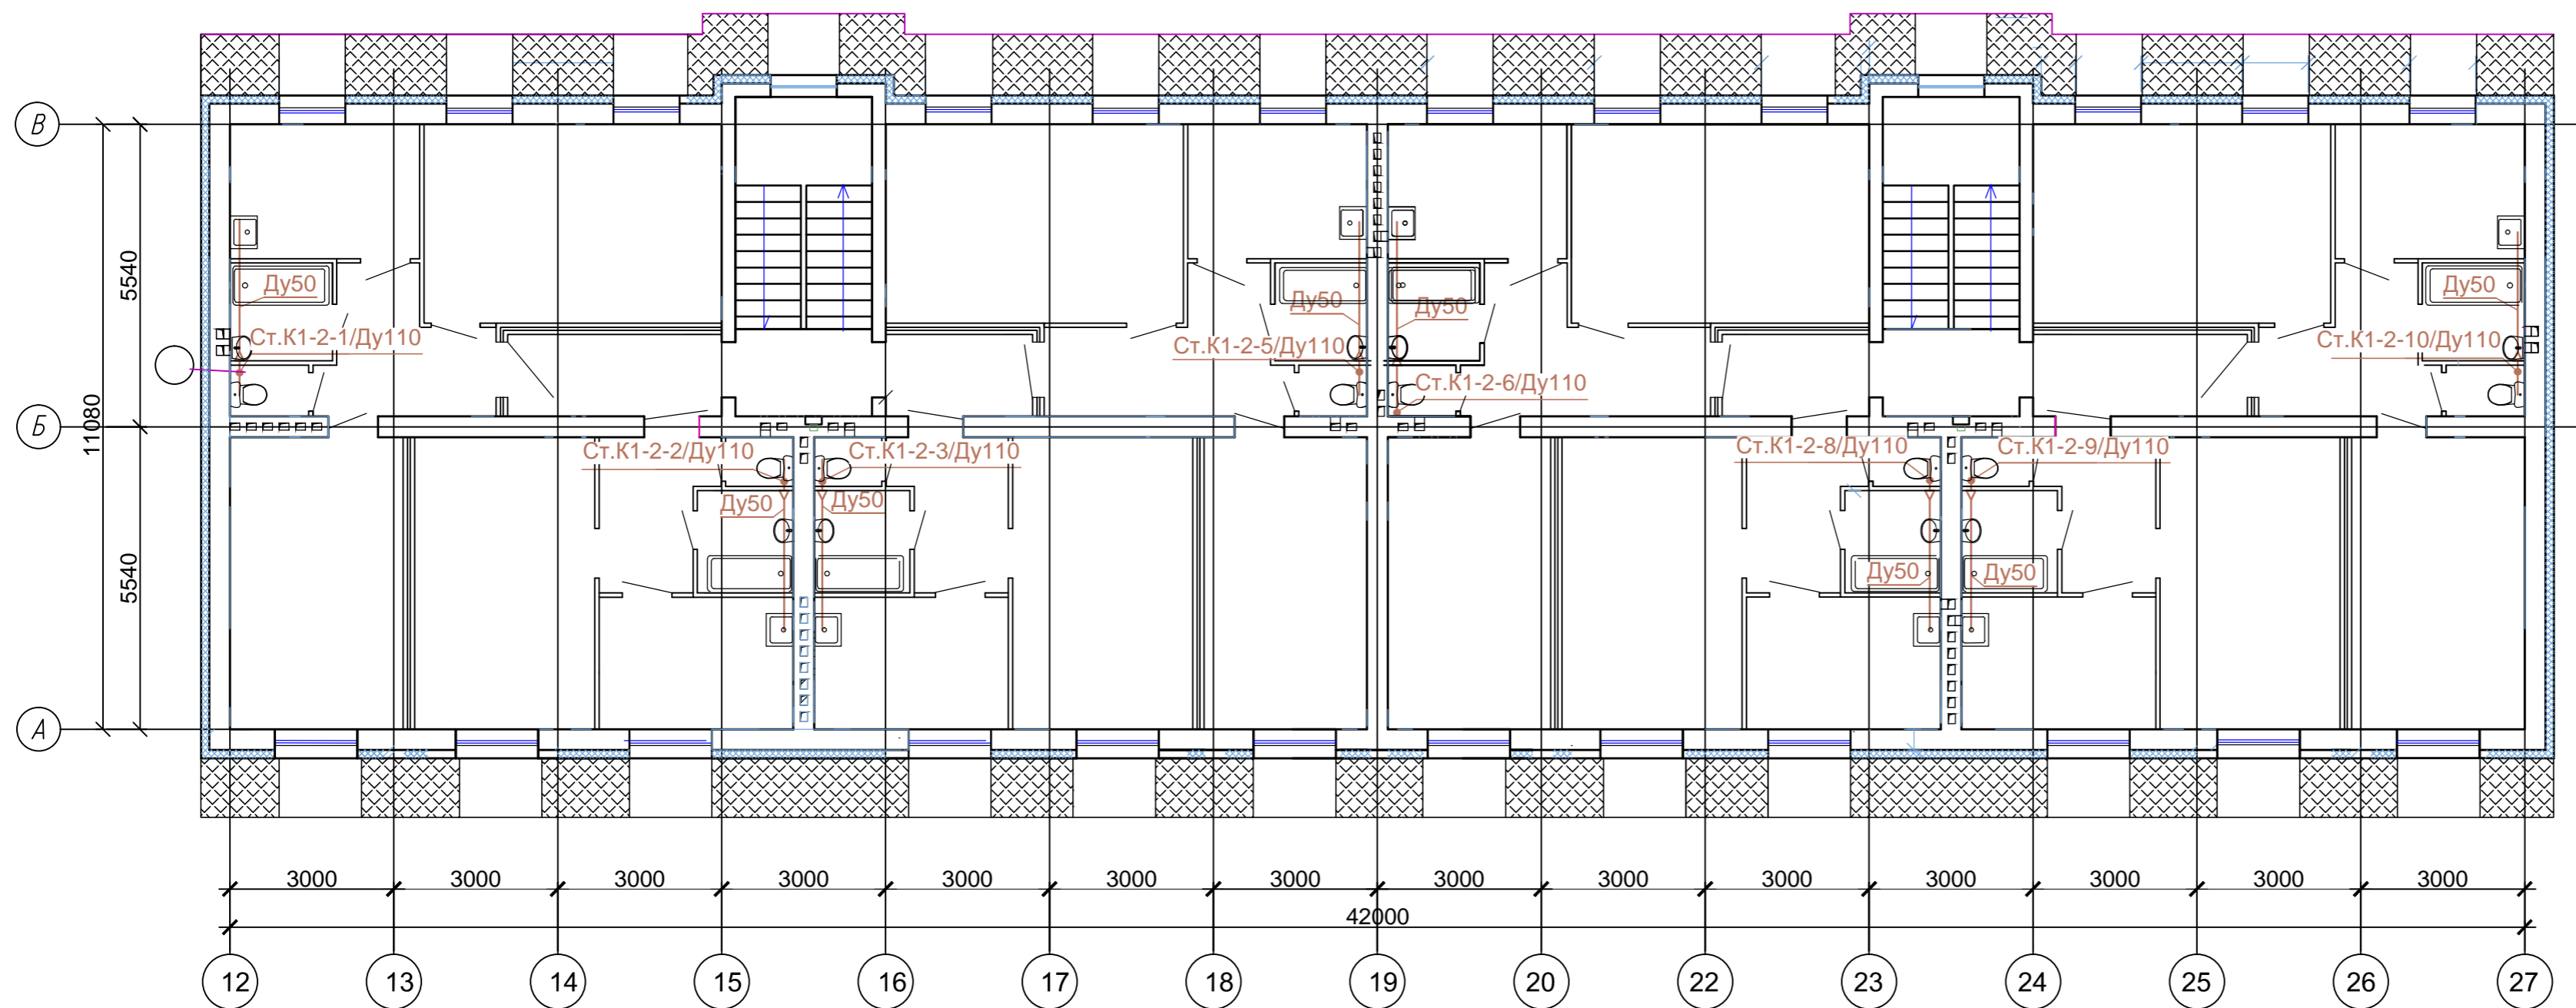 В
5540
Ду50
Ду50
Ду50
Ду50
Ст.К1-2-1/Ду110
Ст.К1-2-5/Ду110
Ст.К1-2-10/Ду110
Ст.К1-2-6/Ду110
11080
Б
Ст.К1-2-2/Ду110
Ст.К1-2-3/Ду110
Ст.К1-2-8/Ду110
Ст.К1-2-9/Ду110
Ду50
Ду50
5540
Ду50
Ду50
А
3000 3000 3000 3000 3000 3000 3000 3000 3000 3000 3000 3000 3000 3000
42000
12 13 14 15 16 17 18 19 20 22 23 24 25 26 27